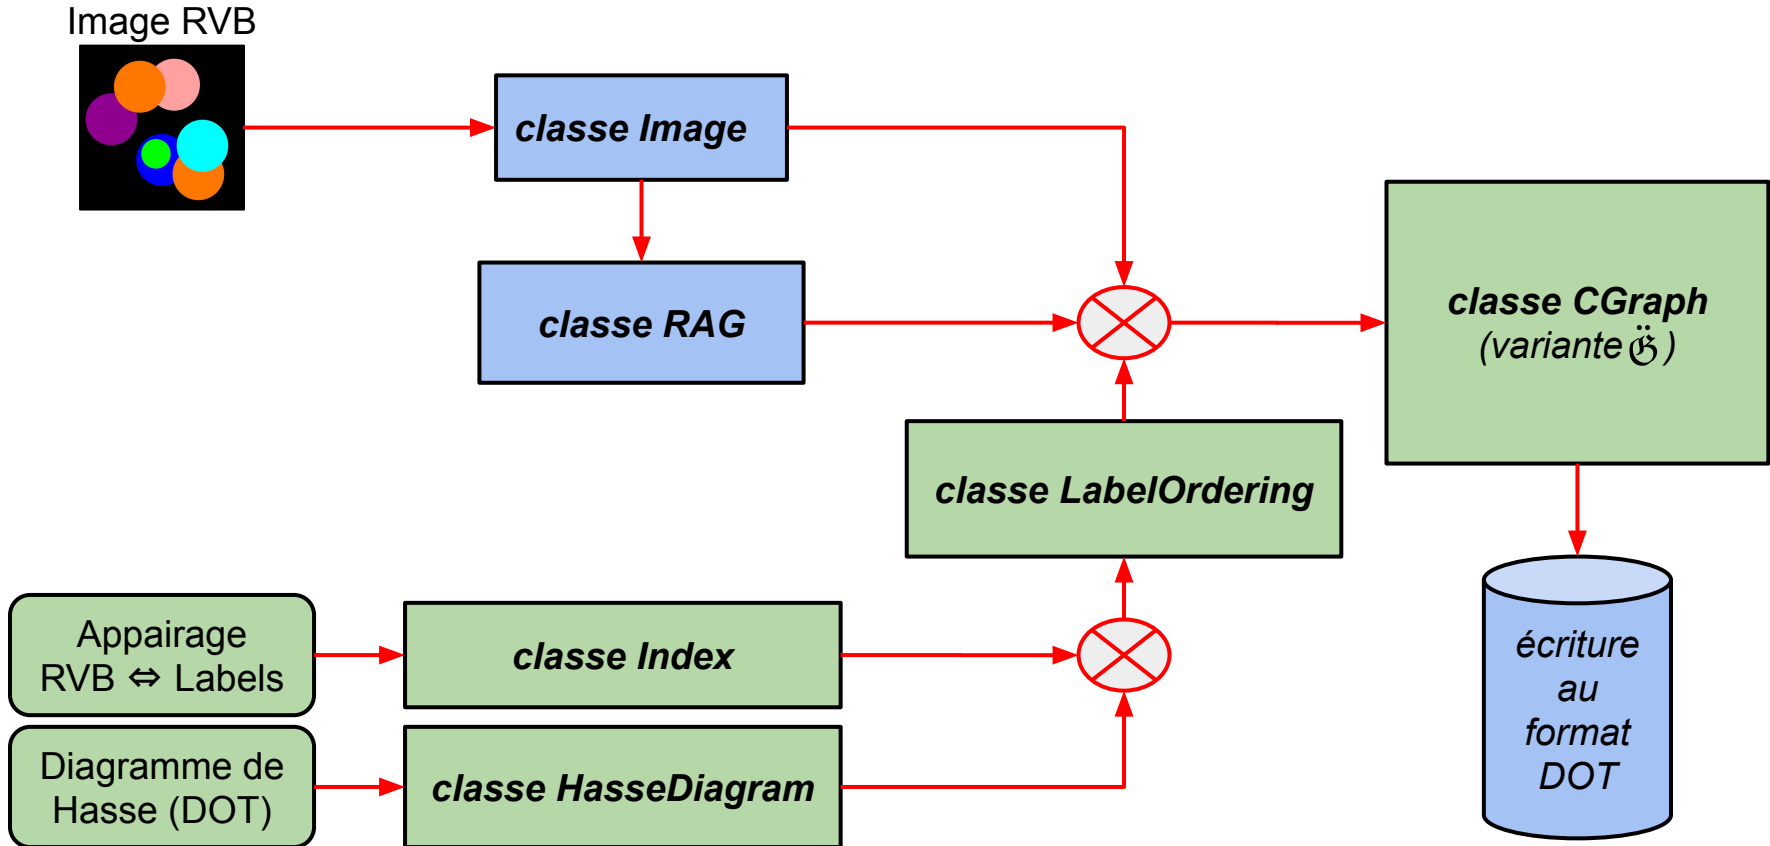 Image RVB
classe Image
classe RAG
classe CGraph
(variante 𝔊̈ )
classe LabelOrdering
Appairage
RVB ⇔ Labels
classe Index
Diagramme de
Hasse (DOT)
classe HasseDiagram
écriture
au
format
DOT